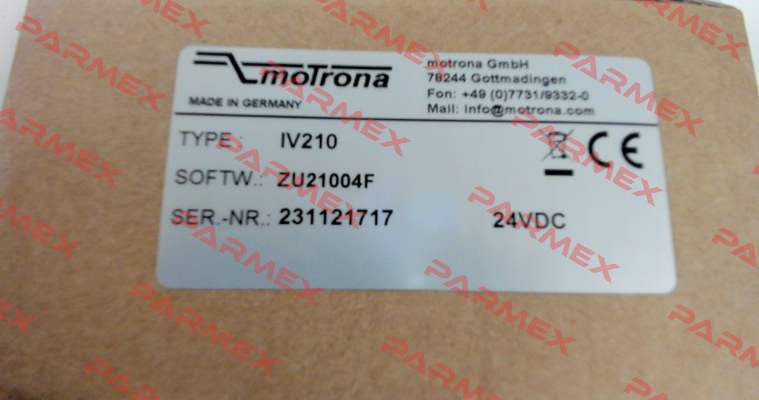 moTrona
MADE IN GERMANY
motrona GmbH
78244 Gottmadingen
Fon: +49 (0)7731/9332-0
Mail: info@motrona.com
TYPE : IV210
SOFTW.: ZU21004F
SER.-NR.: 231121717 24VDC
CE
PARMEX
PARMEX
PARMEX
PARMEX
PARMEX
PARMEX
PARMEX
PARMEX
PARMEX